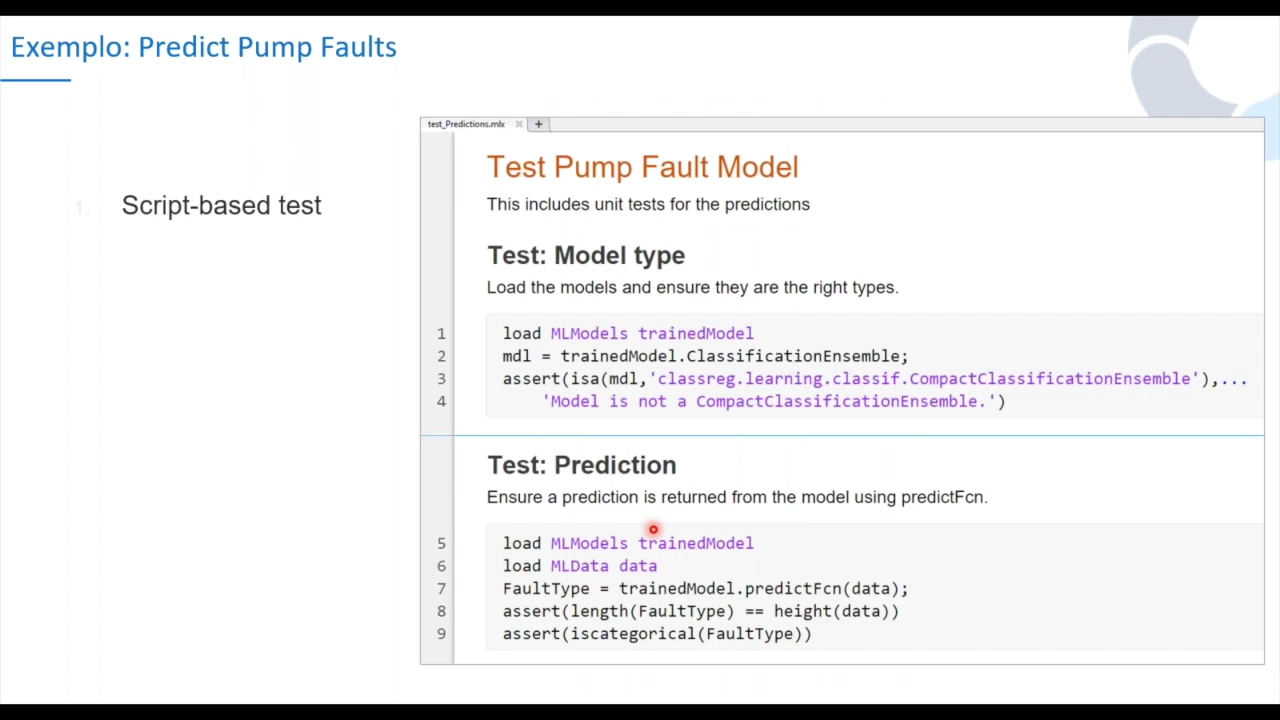 Exemplo: Predict Pump Faults
1. Script-based test
test_Predictions.mlx × +
Test Pump Fault Model
This includes unit tests for the predictions
Test: Model type
Load the models and ensure they are the right types.
1 load MLModels trainedModel
2 mdl = trainedModel.ClassificationEnsemble;
3 assert(isa(mdl,'classreg.learning.classif.CompactClassificationEnsemble'),...
4 'Model is not a CompactClassificationEnsemble.')
Test: Prediction
Ensure a prediction is returned from the model using predictFcn.
5 load MLModels trainedModel
6 load MLData data
7 FaultType = trainedModel.predictFcn(data);
8 assert(length(FaultType) == height(data))
9 assert(iscategorical(FaultType))